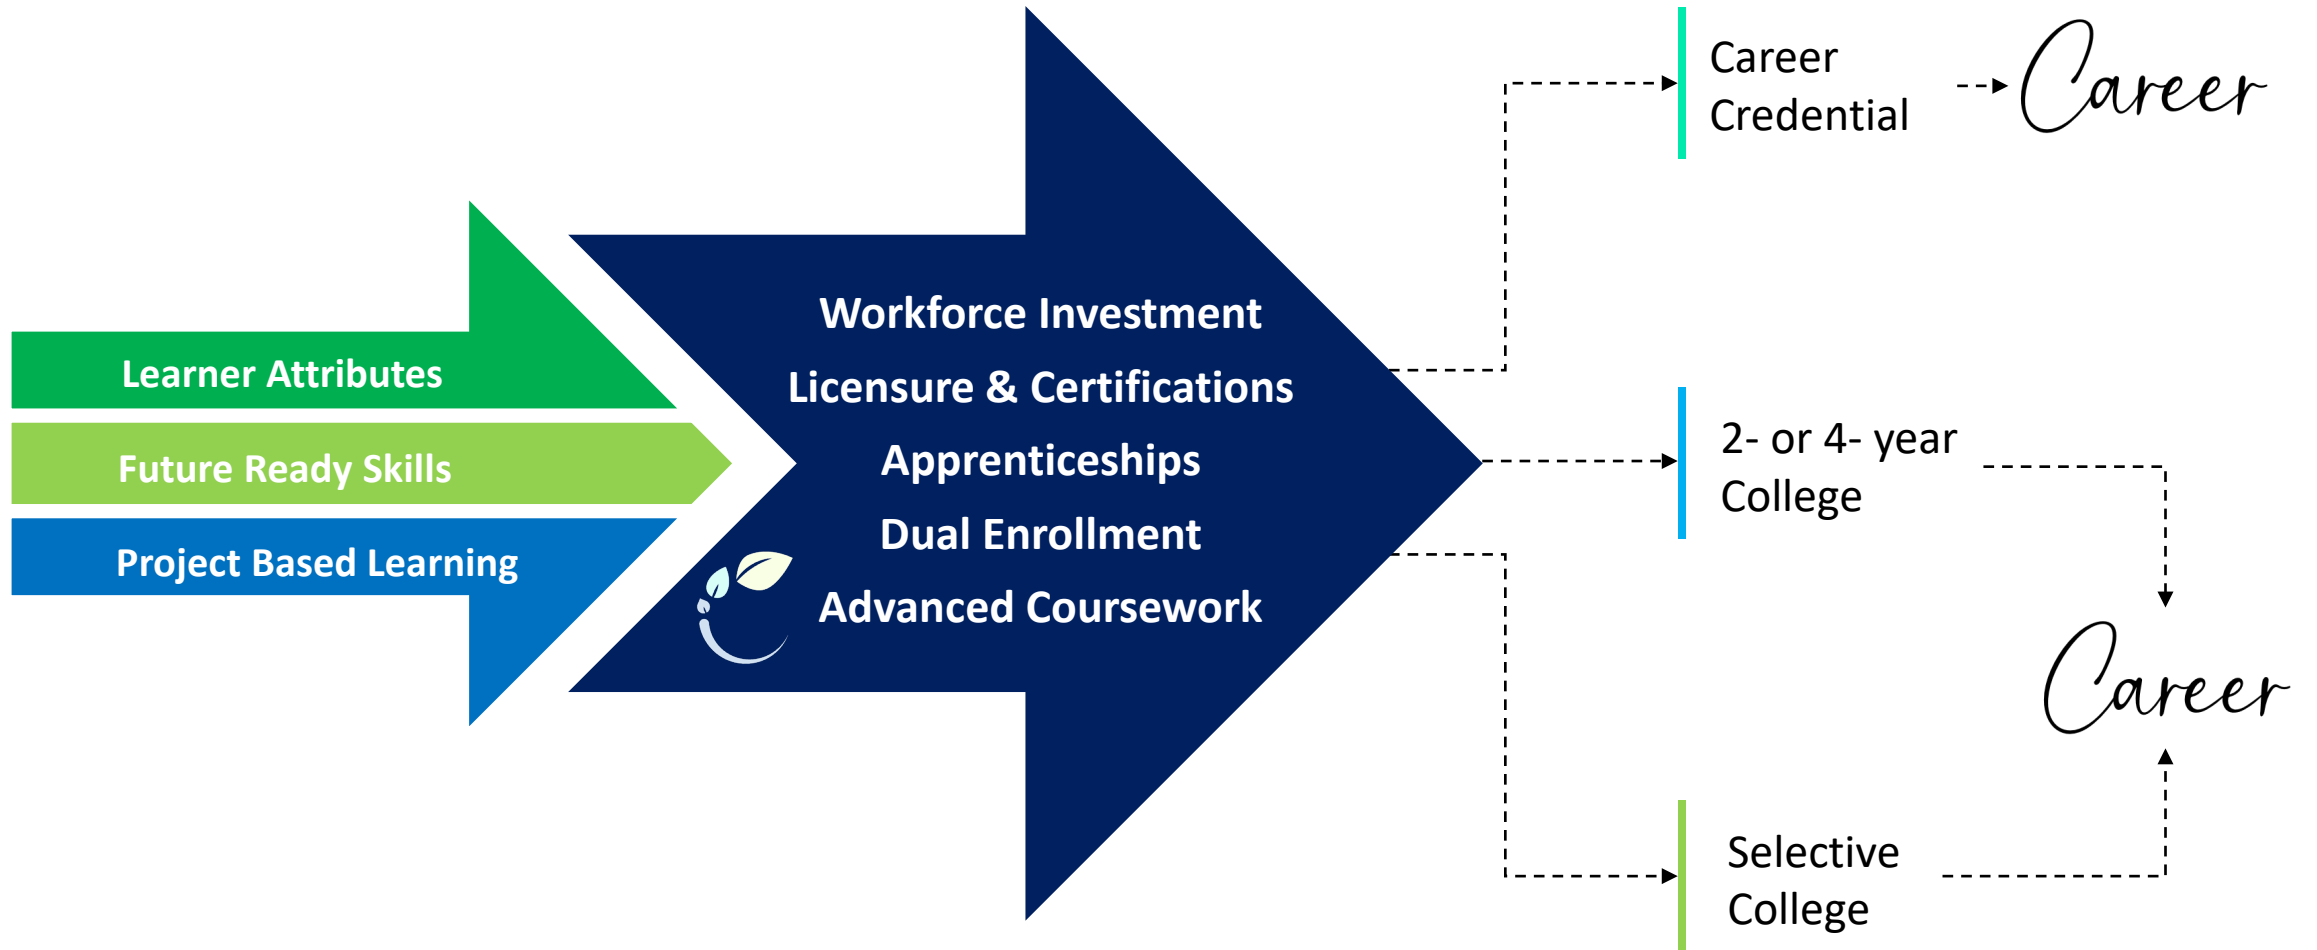 Learner Attributes
Future Ready Skills
Project Based Learning
Workforce Investment
Licensure & Certifications
Apprenticeships
Dual Enrollment
Advanced Coursework
Career
Credential
Career
2- or 4- year
College
Career
Selective
College